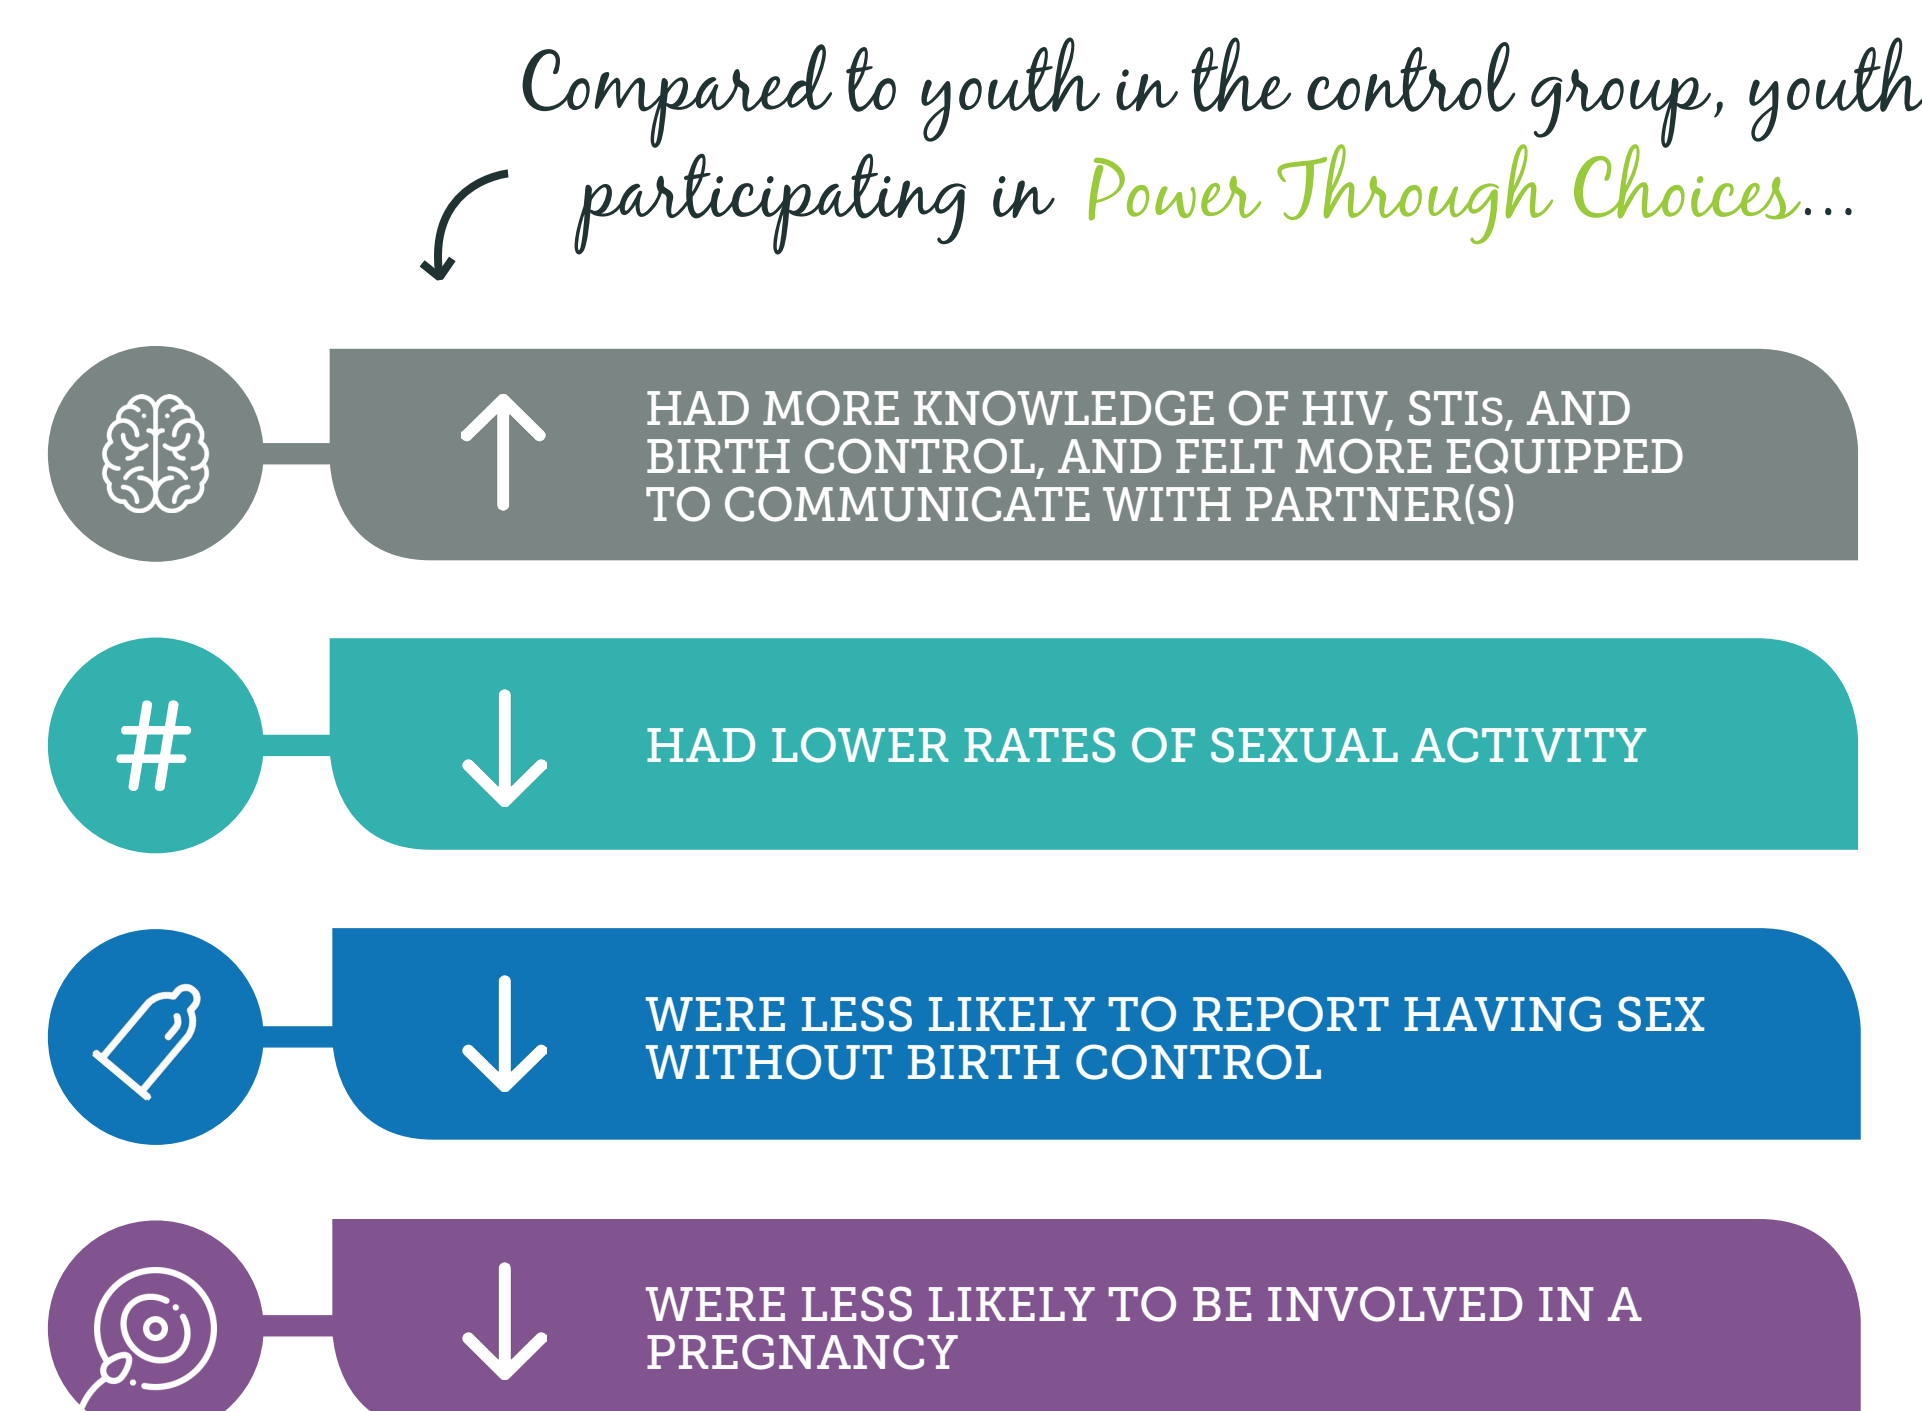 Compared to youth in the control group, youth
participating in Power Through Choices...
HAD MORE KNOWLEDGE OF HIV, STIs, AND
BIRTH CONTROL, AND FELT MORE EQUIPPED
TO COMMUNICATE WITH PARTNER(S)
#
HAD LOWER RATES OF SEXUAL ACTIVITY
WERE LESS LIKELY TO REPORT HAVING SEX
WITHOUT BIRTH CONTROL
WERE LESS LIKELY TO BE INVOLVED IN A
PREGNANCY